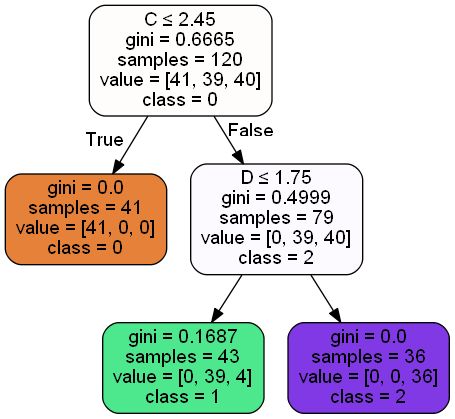 C ≤ 2.45
gini = 0.6665
samples = 120
value = [41, 39, 40]
class = 0
True
False
gini = 0.0
samples = 41
value = [41, 0, 0]
class = 0
D ≤ 1.75
gini = 0.4999
samples = 79
value = [0, 39, 40]
class = 2
gini = 0.1687
samples = 43
value = [0, 39, 4]
class = 1
gini = 0.0
samples = 36
value = [0, 0, 36]
class = 2